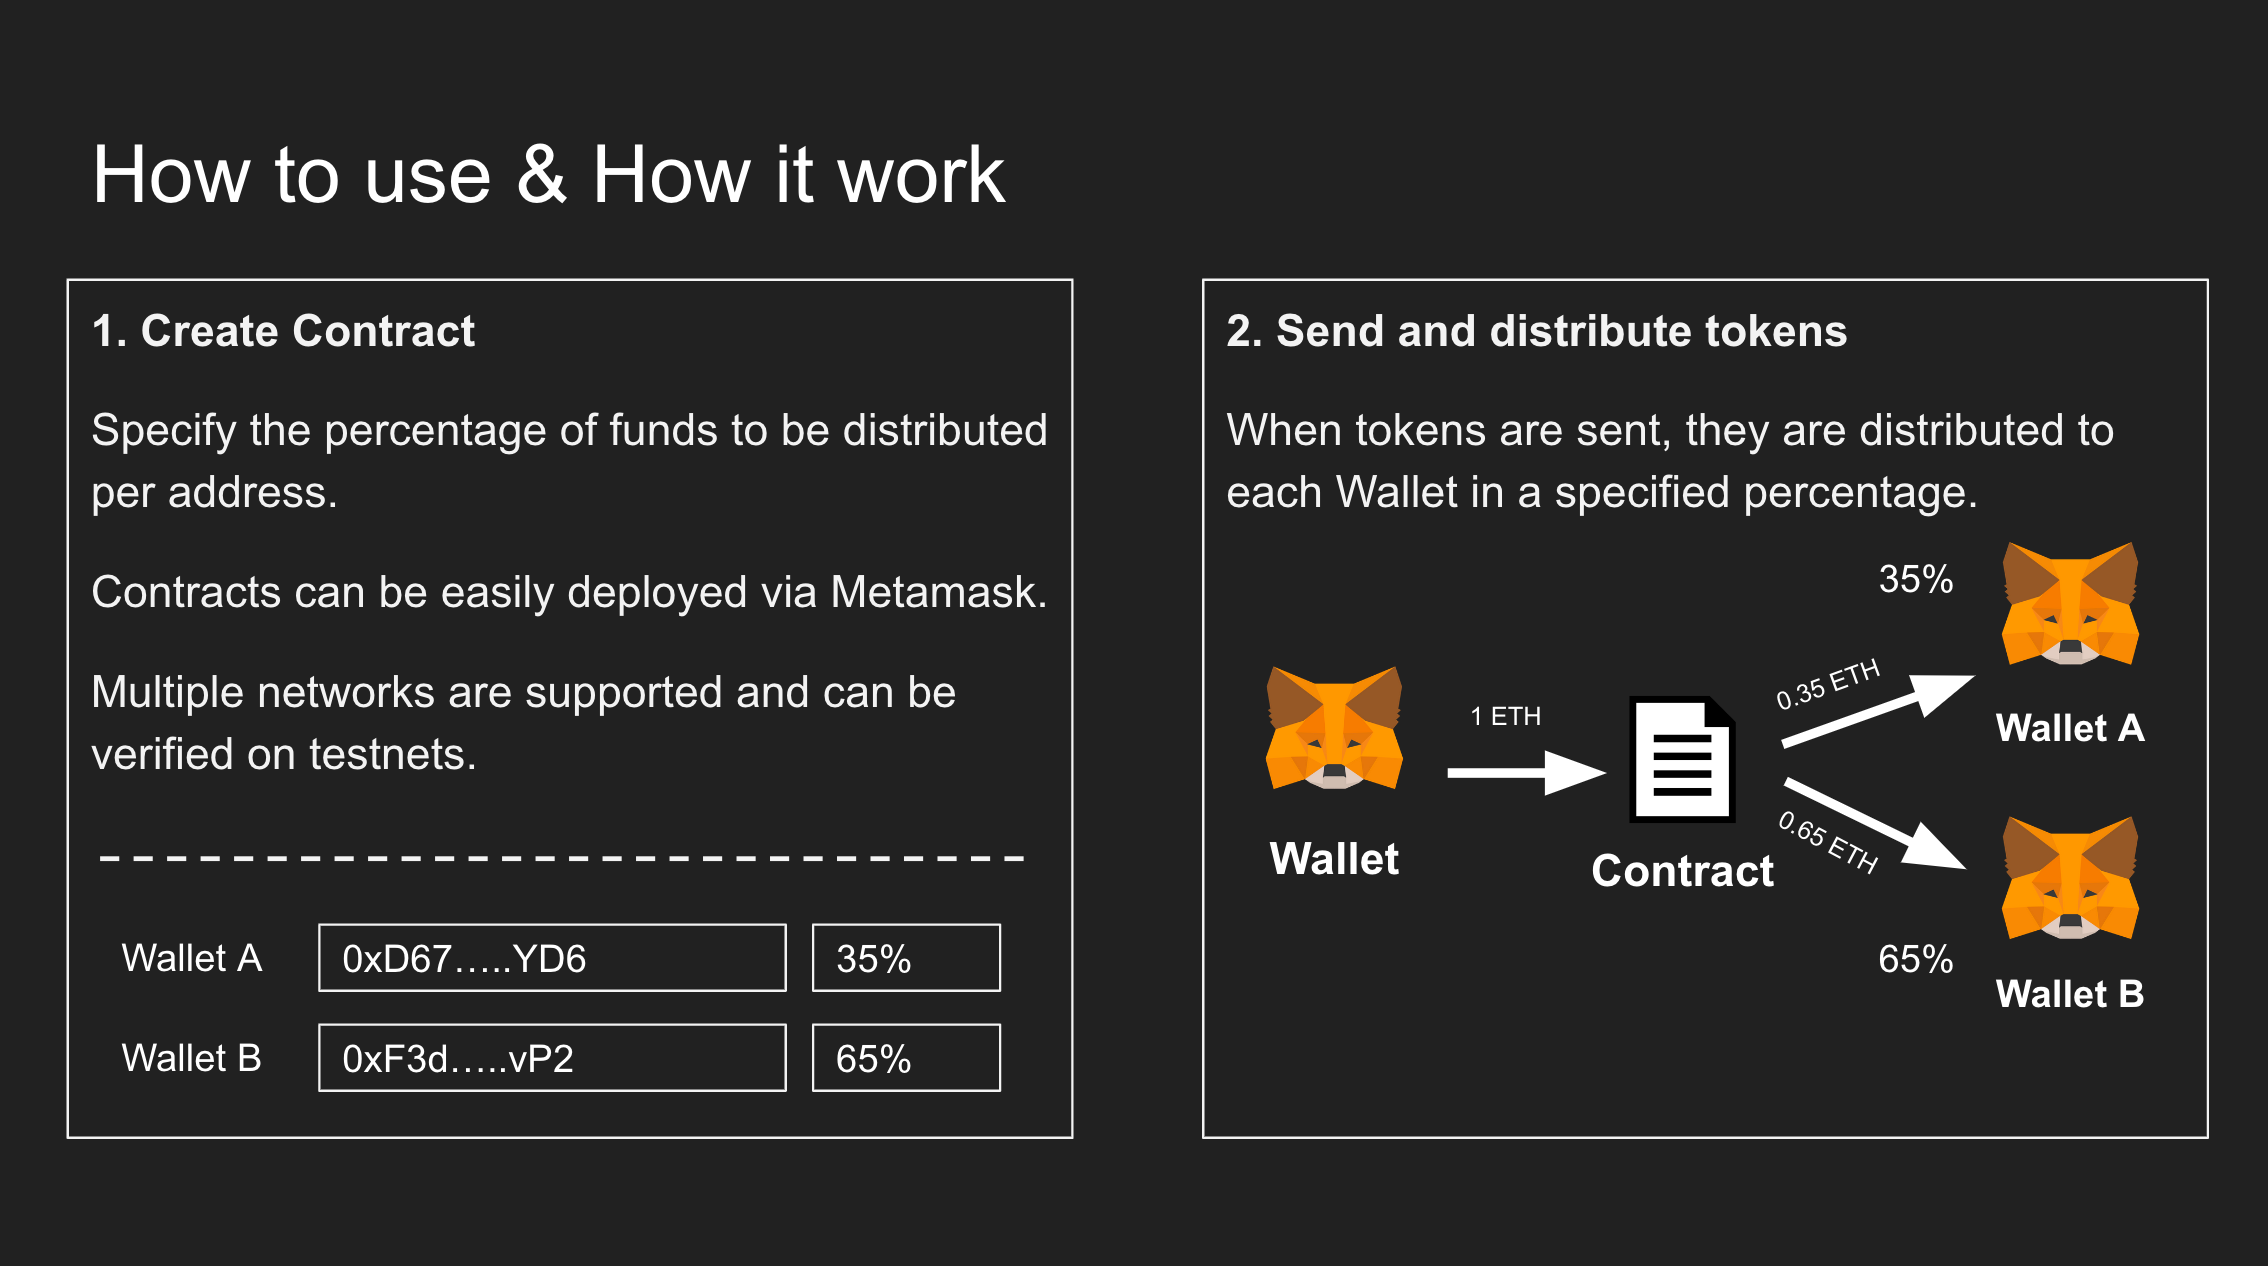 How to use & How it work
1. Create Contract
Specify the percentage of funds to be distributed
per address.
Contracts can be easily deployed via Metamask.
Multiple networks are supported and can be
verified on testnets.
Wallet A
0xD67…..YD6
35%
Wallet B
0xF3d…..vP2
65%
2. Send and distribute tokens
When tokens are sent, they are distributed to
each Wallet in a specified percentage.
35%
0.35 ETH
Wallet A
1 ETH
Wallet
Contract
0.65 ETH
65%
Wallet B